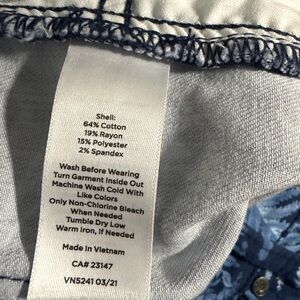 Shell:
64% Cotton
19% Rayon
15% Polyester
2% Spandex
Wash Before Wearing
Turn Garment Inside Out
Machine Wash Cold With
Like Colors
Only Non-Chlorine Bleach
When Needed
Tumble Dry Low
Warm Iron, If Needed
Made In Vietnam
CA# 23147
VN5241 03/21